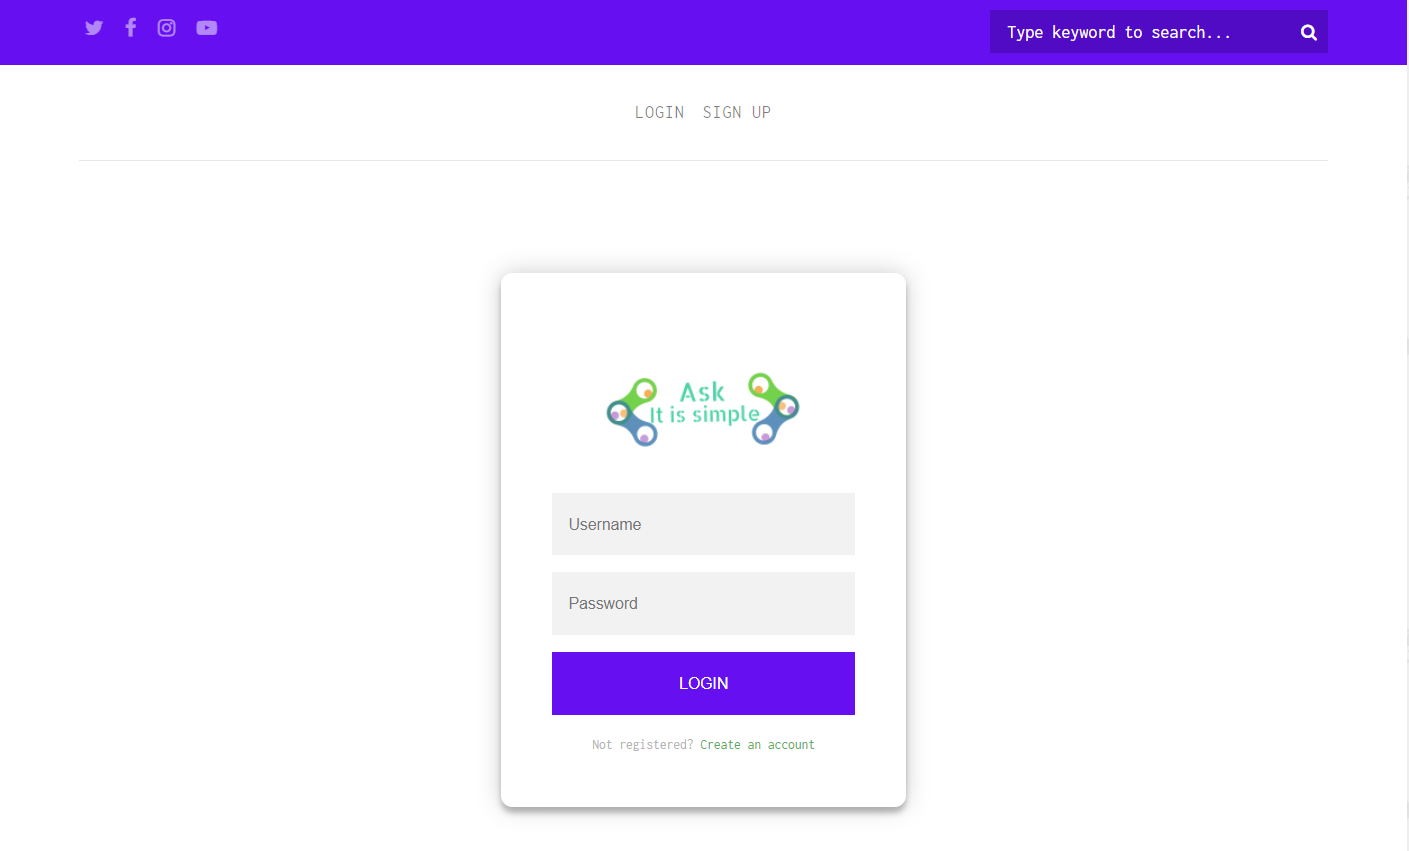 Type keyword to search...
LOGIN SIGN UP
Ask
It is simple
Username
Password
LOGIN
Not registered? Create an account